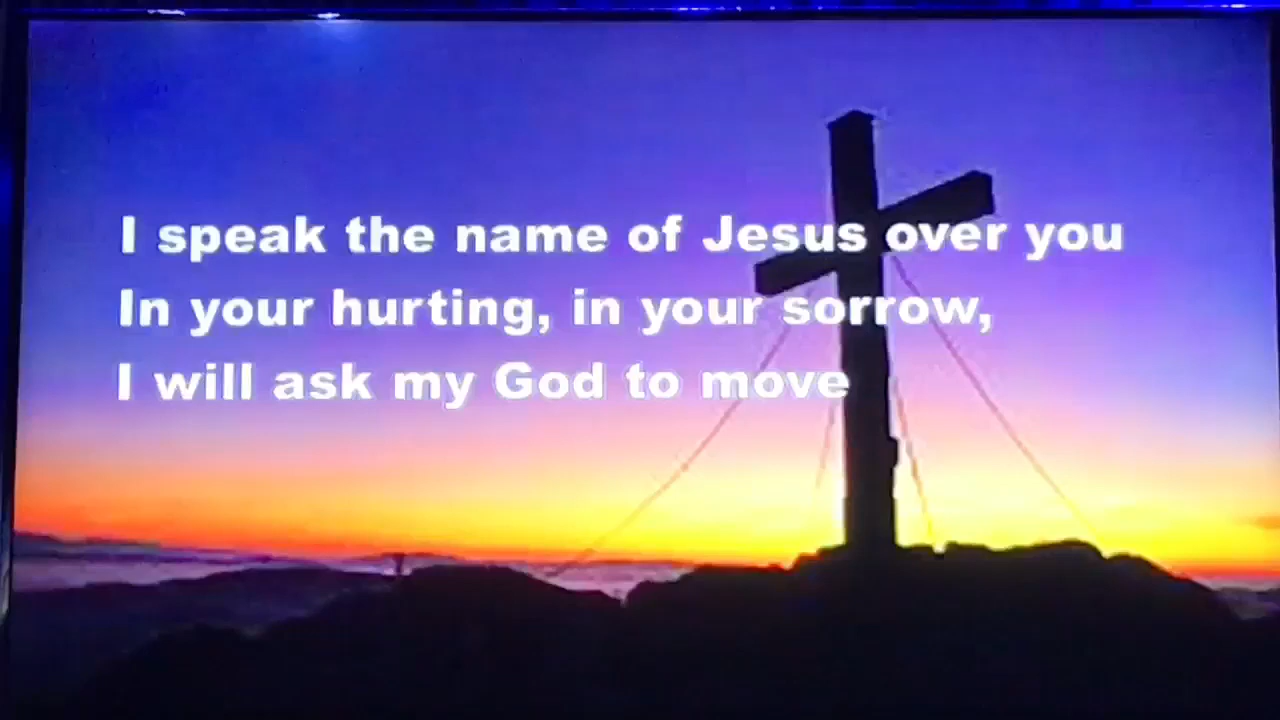 I speak the name of Jesus over you
In your hurting, in your sorrow,
I will ask my God to move